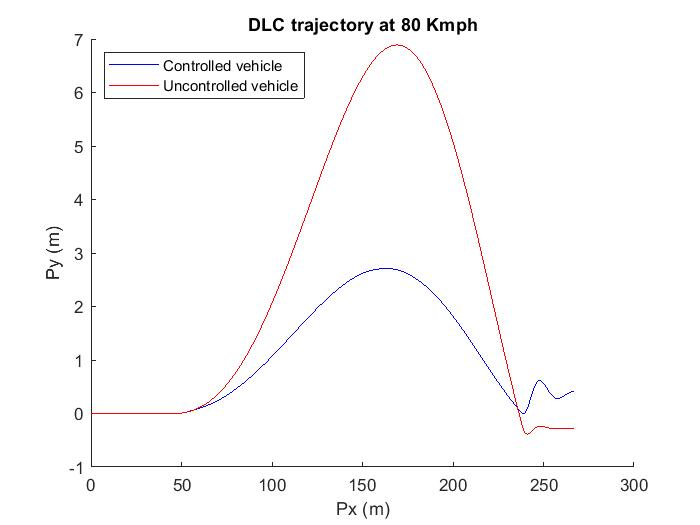 DLC trajectory at 80 Kmph
Controlled vehicle
Uncontrolled vehicle
Py (m)
7
6
5
4
3
2
1
0
-1
0 50 100 150 200 250 300
Px (m)